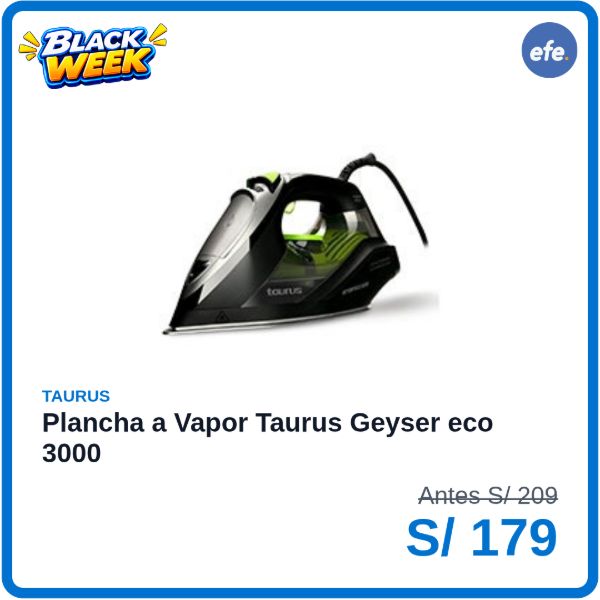 BLACK
WEEK
efe.
taurus
TAURUS
Plancha a Vapor Taurus Geyser eco
3000
Antes S/ 209
S/ 179